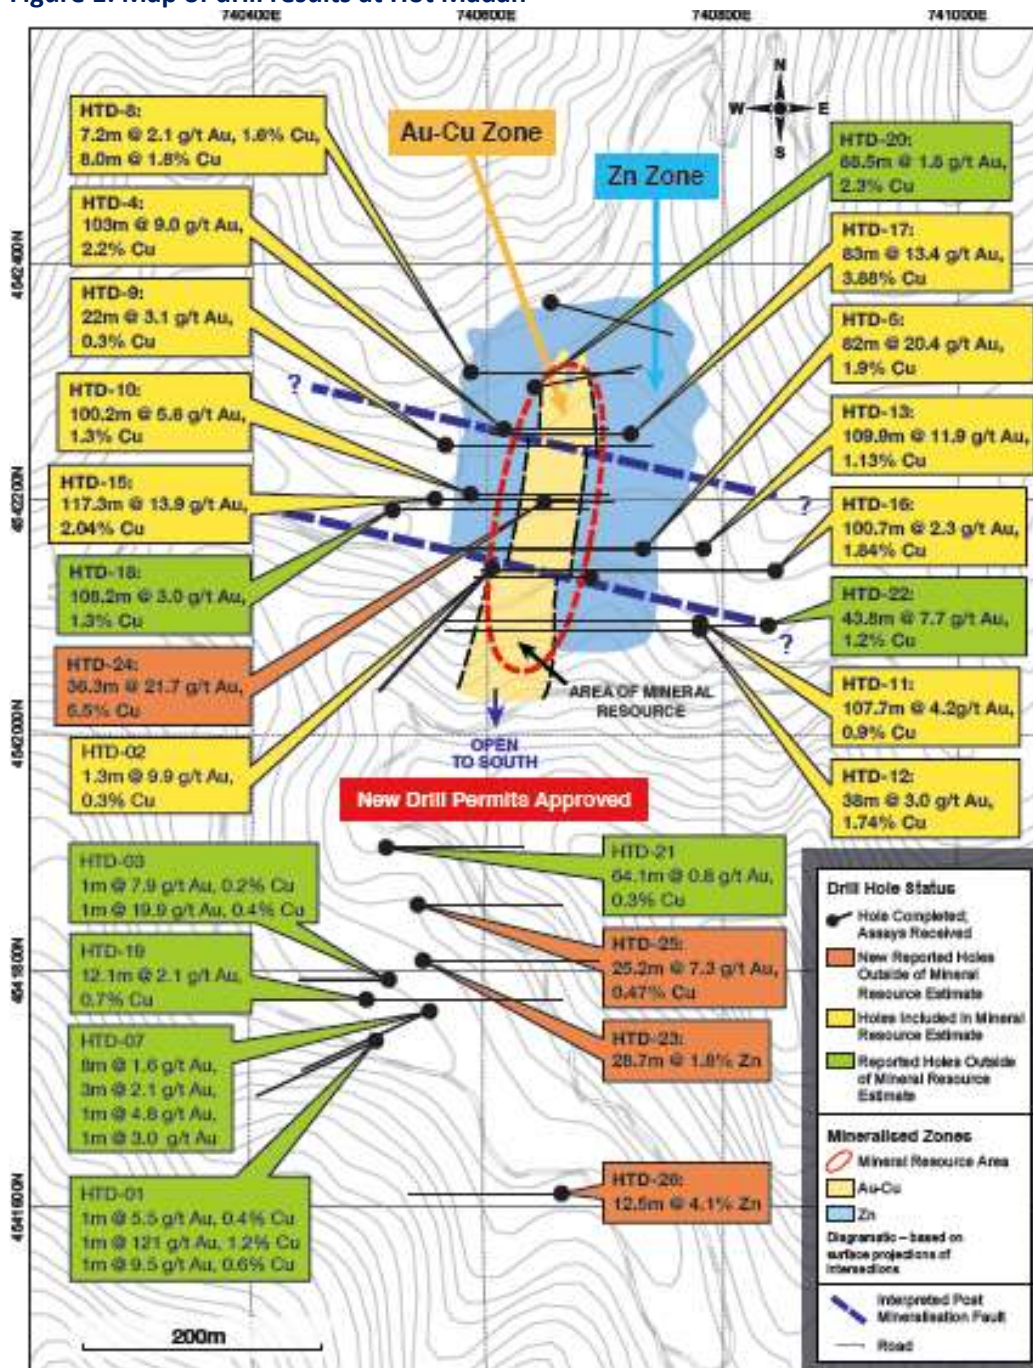 Figure 1: Map of drill results at Hot Maden
740400E
740600E
740800E
741000E
N
W
E
S
HTD-8:
7.2m @ 2.1 g/t Au, 1.6% Cu,
8.0m @ 1.8% Cu
Au-Cu Zone
Zn Zone
HTD-20:
2.3% Cu
HTD-4:
103m @ 9.0 g/t Au,
2.2% Cu
HTD-17:
83m @ 13.4 g/t Au,
3.88% Cu
4542400N
HTD-9:
22m @ 3.1 g/t Au,
0.3% Cu
HTD-5:
82m @ 20.4 g/t Au,
1.9% Cu
?
HTD-10:
100.2m @ 5.6 g/t Au,
1.3% Cu
HTD-13:
109.9m @ 11.9 g/t Au,
1.13% Cu
4542200N
HTD-15:
117.3m @ 13.9 g/t Au,
2.04% Cu
?
HTD-16:
100.7m @ 2.3 g/t Au,
1.84% Cu
HTD-18:
108.2m @ 3.0 g/t Au,
1.3% Cu
HTD-22:
43.8m @ 7.7 g/t Au,
1.2% Cu
?
HTD-24:
36.3m @ 21.7 g/t Au,
5.5% Cu
AREA OF MINERAL
RESOURCE
HTD-11:
107.7m @ 4.2g/t Au,
0.9% Cu
4542000N
HTD-02
1.3m @ 9.9 g/t Au,
0.3% Cu
OPEN
TO SOUTH
HTD-12:
38m @ 3.0 g/t Au,
1.74% Cu
New Drill Permits Approved
HTD-03
1m @ 7.9 g/t Au, 0.2% Cu
1m @ 19.9 g/t Au, 0.4% Cu
HTD-21
64.1m @ 0.8 g/t Au,
0.3% Cu
HTD-19
12.1m @ 2.1 g/t Au,
0.7% Cu
HTD-25:
25.2m @ 7.3 g/t Au,
0.47% Cu
4541800N
HTD-07
8m @ 1.6 g/t Au,
3m @ 2.1 g/t Au,
1m @ 4.8 g/t Au,
1m @ 3.0 g/t Au
HTD-23:
28.7m @ 1.8% Zn
HTD-01
1m @ 5.5 g/t Au, 0.4% Cu
1m @ 121 g/t Au, 1.2% Cu
1m @ 9.5 g/t Au, 0.6% Cu
HTD-26:
12.5m @ 4.1% Zn
4541600N
200m
Drill Hole Status
Hole Completed;
Assays Received
New Reported Holes
Outside of Mineral
Resource Estimate
Holes Included in Mineral
Resource Estimate
Reported Holes Outside
of Mineral Resource
Estimate
Mineralised Zones
Mineral Resource Area
Au-Cu
Zn
Diagramatic – based on
surface projections of
intersections
Interpreted Post
Mineralisation Fault
Road